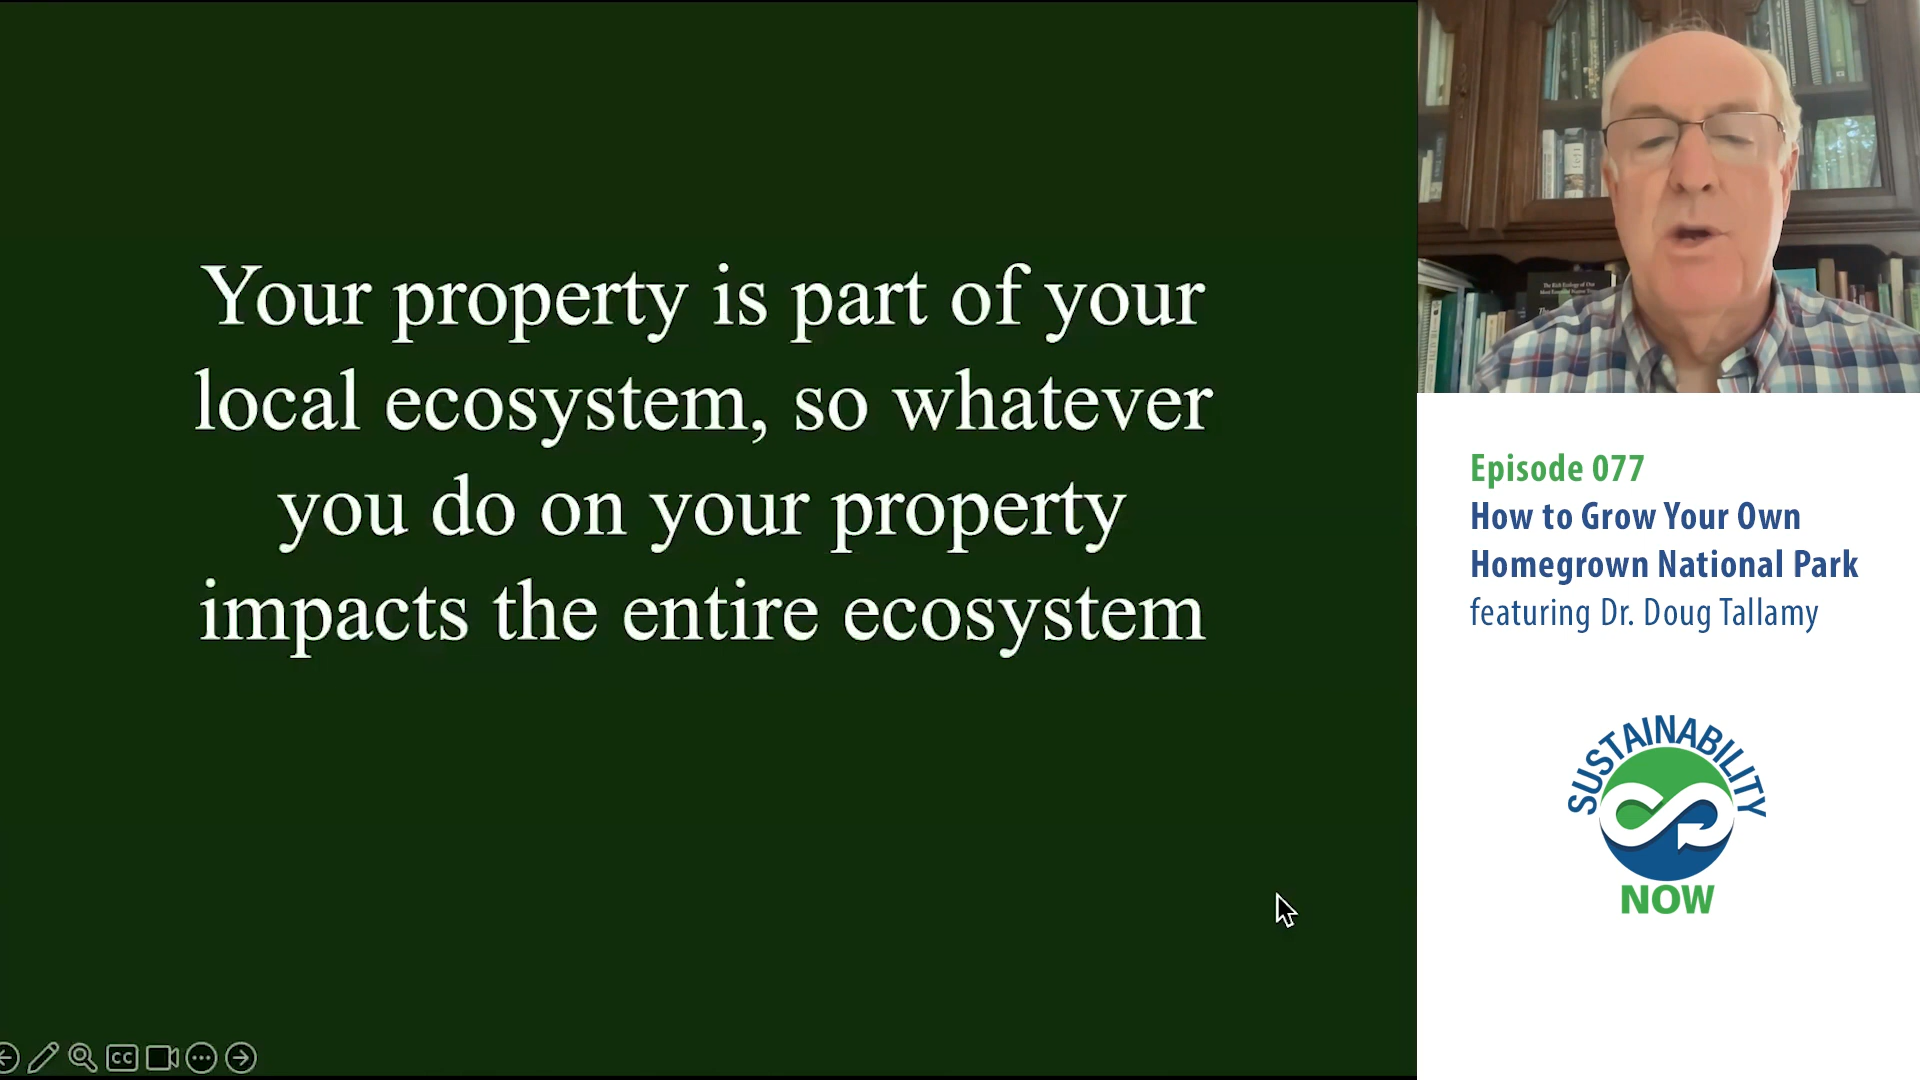 Your property is part of your
local ecosystem, so whatever
you do on your property
impacts the entire ecosystem
CC
Episode 077
How to Grow Your Own
Homegrown National Park
featuring Dr. Doug Tallamy
SUSTAINABILITY
NOW